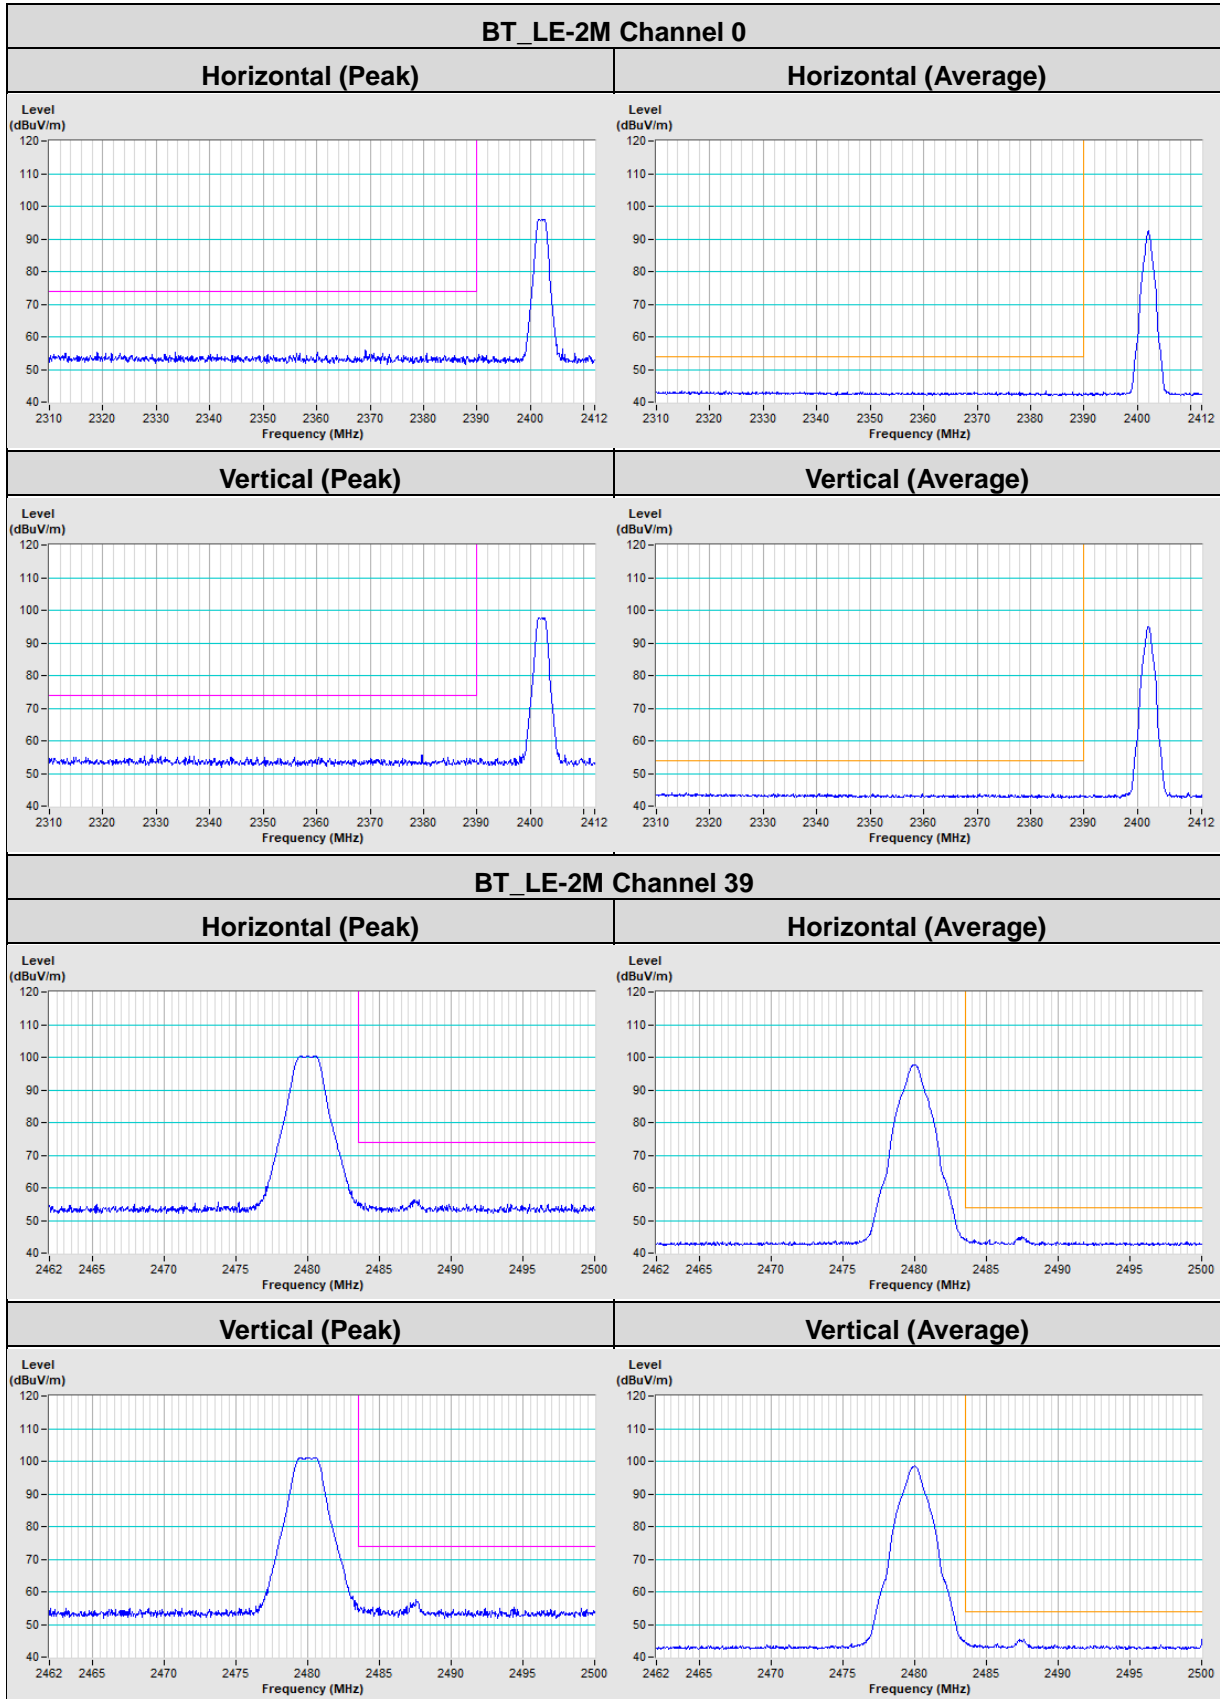 BT_LE-2M Channel 0
Horizontal (Peak)
Horizontal (Average)
Level
(dBuV/m)
120
110
100
90
80
70
60
50
40
2310 2320 2330 2340 2350 2360 2370 2380 2390 2400 2412
Frequency (MHz)
Level
(dBuV/m)
120
110
100
90
80
70
60
50
40
2310 2320 2330 2340 2350 2360 2370 2380 2390 2400 2412
Frequency (MHz)
Vertical (Peak)
Vertical (Average)
Level
(dBuV/m)
120
110
100
90
80
70
60
50
40
2310 2320 2330 2340 2350 2360 2370 2380 2390 2400 2412
Frequency (MHz)
Level
(dBuV/m)
120
110
100
90
80
70
60
50
40
2310 2320 2330 2340 2350 2360 2370 2380 2390 2400 2412
Frequency (MHz)
BT_LE-2M Channel 39
Horizontal (Peak)
Horizontal (Average)
Level
(dBuV/m)
120
110
100
90
80
70
60
50
40
2462 2465 2470 2475 2480 2485 2490 2495 2500
Frequency (MHz)
Level
(dBuV/m)
120
110
100
90
80
70
60
50
40
2462 2465 2470 2475 2480 2485 2490 2495 2500
Frequency (MHz)
Vertical (Peak)
Vertical (Average)
Level
(dBuV/m)
120
110
100
90
80
70
60
50
40
2462 2465 2470 2475 2480 2485 2490 2495 2500
Frequency (MHz)
Level
(dBuV/m)
120
110
100
90
80
70
60
50
40
2462 2465 2470 2475 2480 2485 2490 2495 2500
Frequency (MHz)